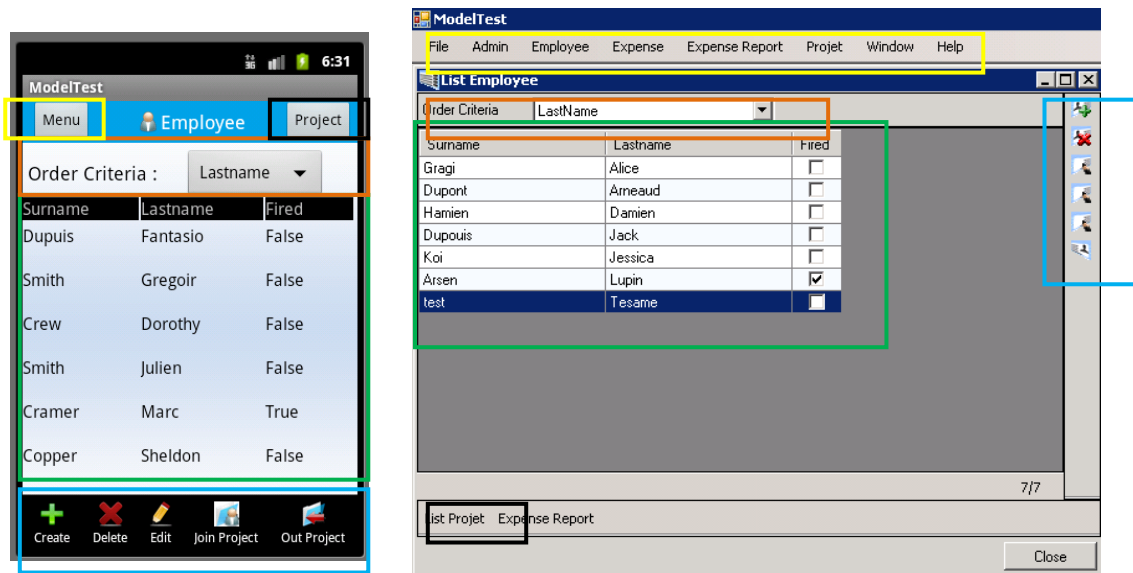 3G 6:31
ModelTest
Menu Employee Project
Order Criteria : Lastname
Surname Lastname Fired
Dupuis Fantasio False
Smith Gregoir False
Crew Dorothy False
Smith Julien False
Cramer Marc True
Copper Sheldon False
Create Delete Edit Join Project Out Project
ModelTest
File Admin Employee Expense Expense Report Projet Window Help
List Employee
Order Criteria LastName
Surname Lastname Fired
Gragi Alice
Dupont Arneaud
Hamien Damien
Dupouis Jack
Koi Jessica
Arsen Lupin
test Tesame
7/7
List Projet Expense Report
Close